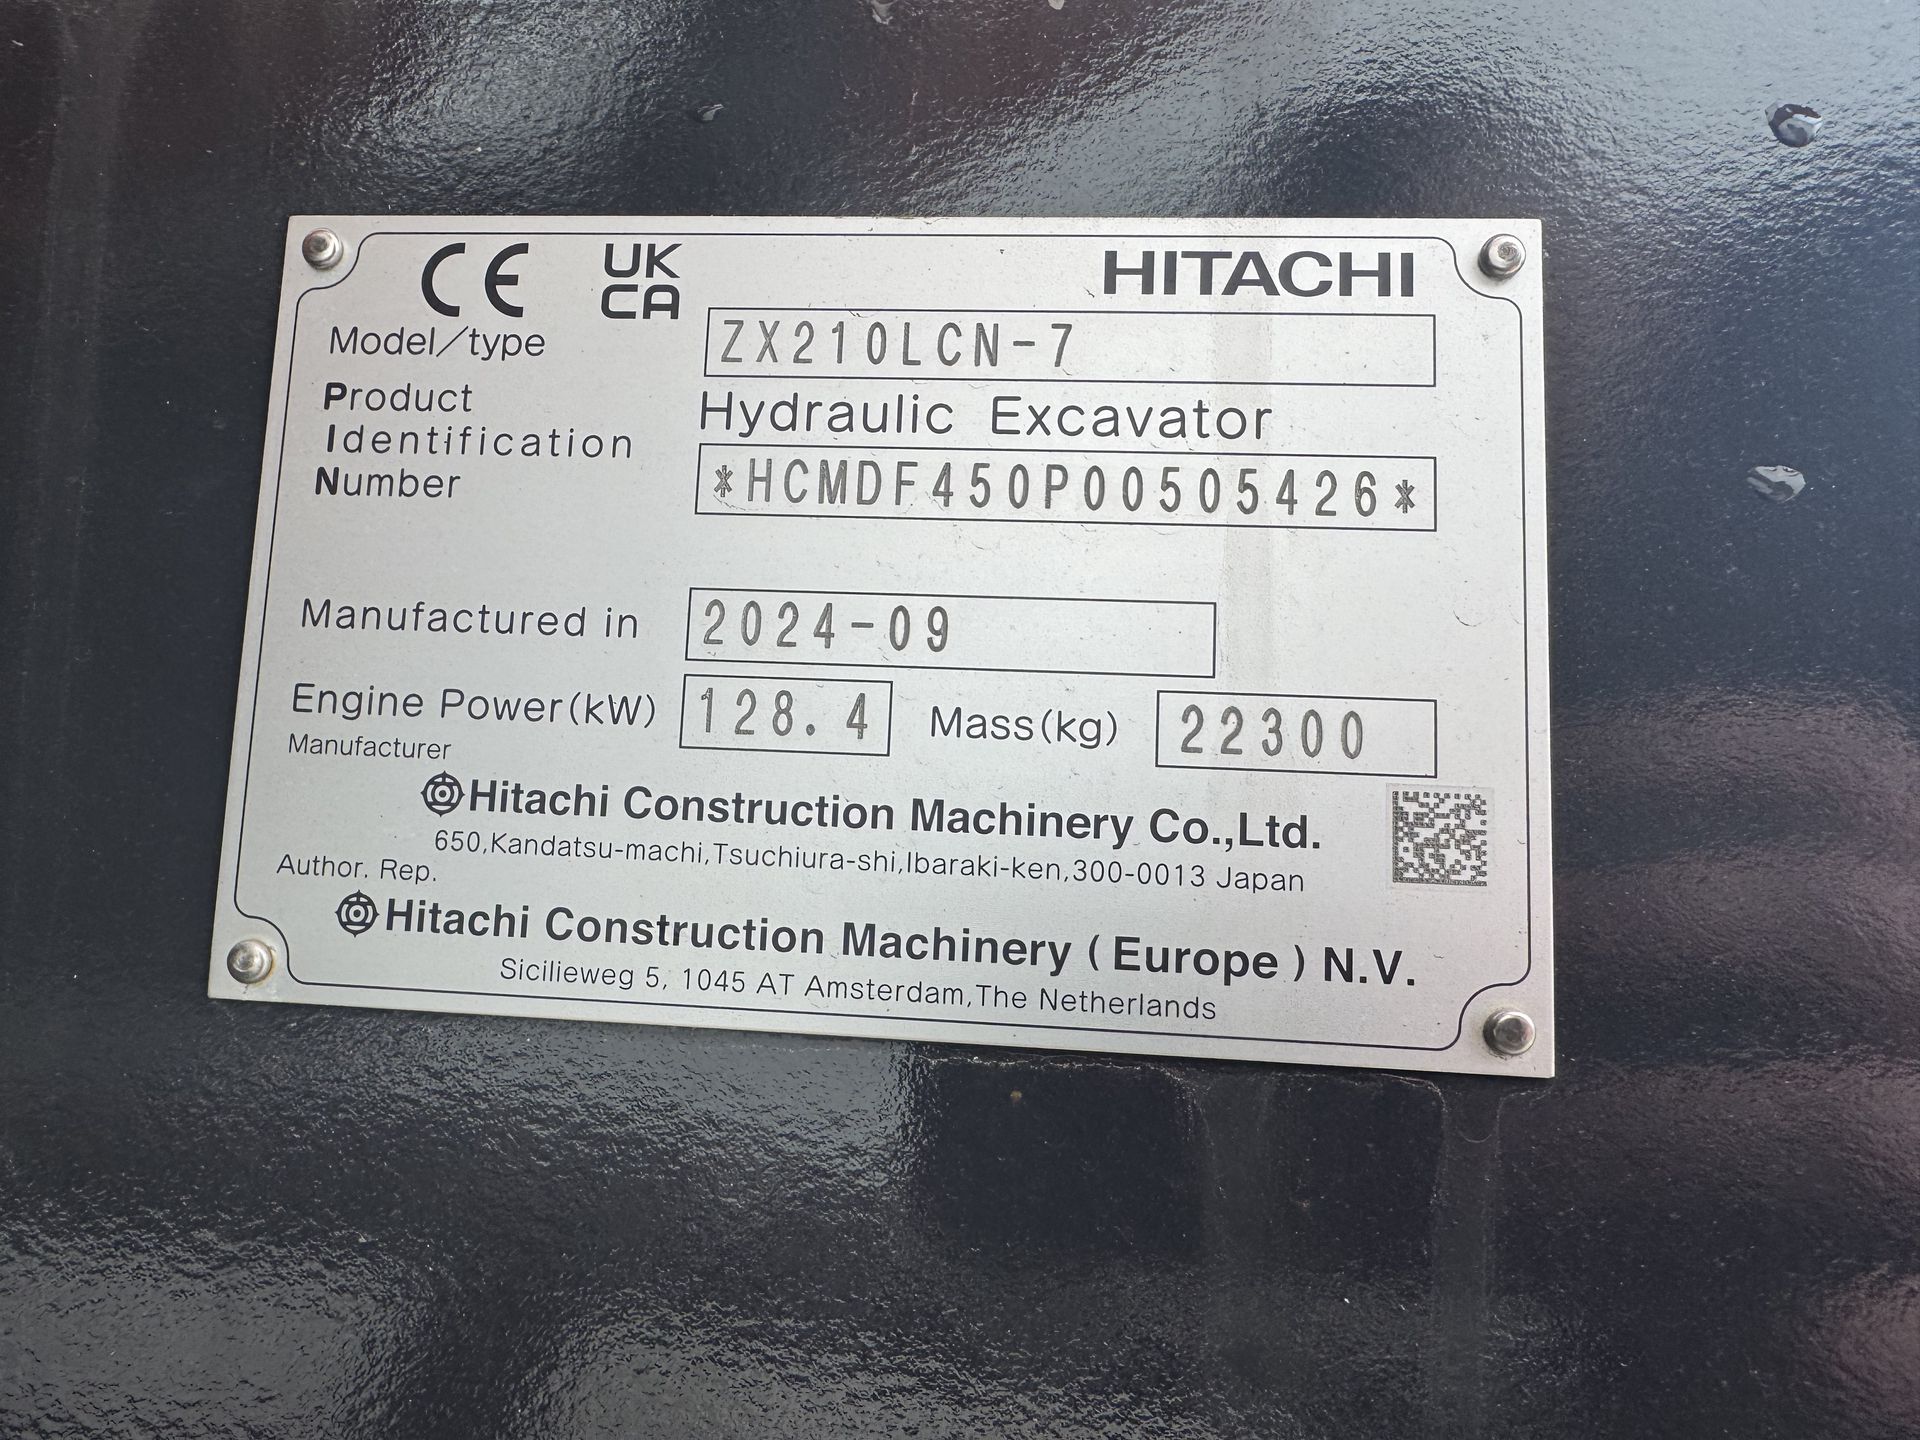 CE UK CA HITACHI
Model/type ZX210LCN-7
Product Hydraulic Excavator
Identification
Number *HCMDF450P00505426*
Manufactured in 2024-09
Engine Power(kW) 128.4 Mass(kg) 22300
Manufacturer
Hitachi Construction Machinery Co.,Ltd.
650,Kandatsu-machi,Tsuchiura-shi,Ibaraki-ken,300-0013 Japan
Author. Rep.
Hitachi Construction Machinery (Europe) N.V.
Sicilieweg 5, 1045 AT Amsterdam,The Netherlands